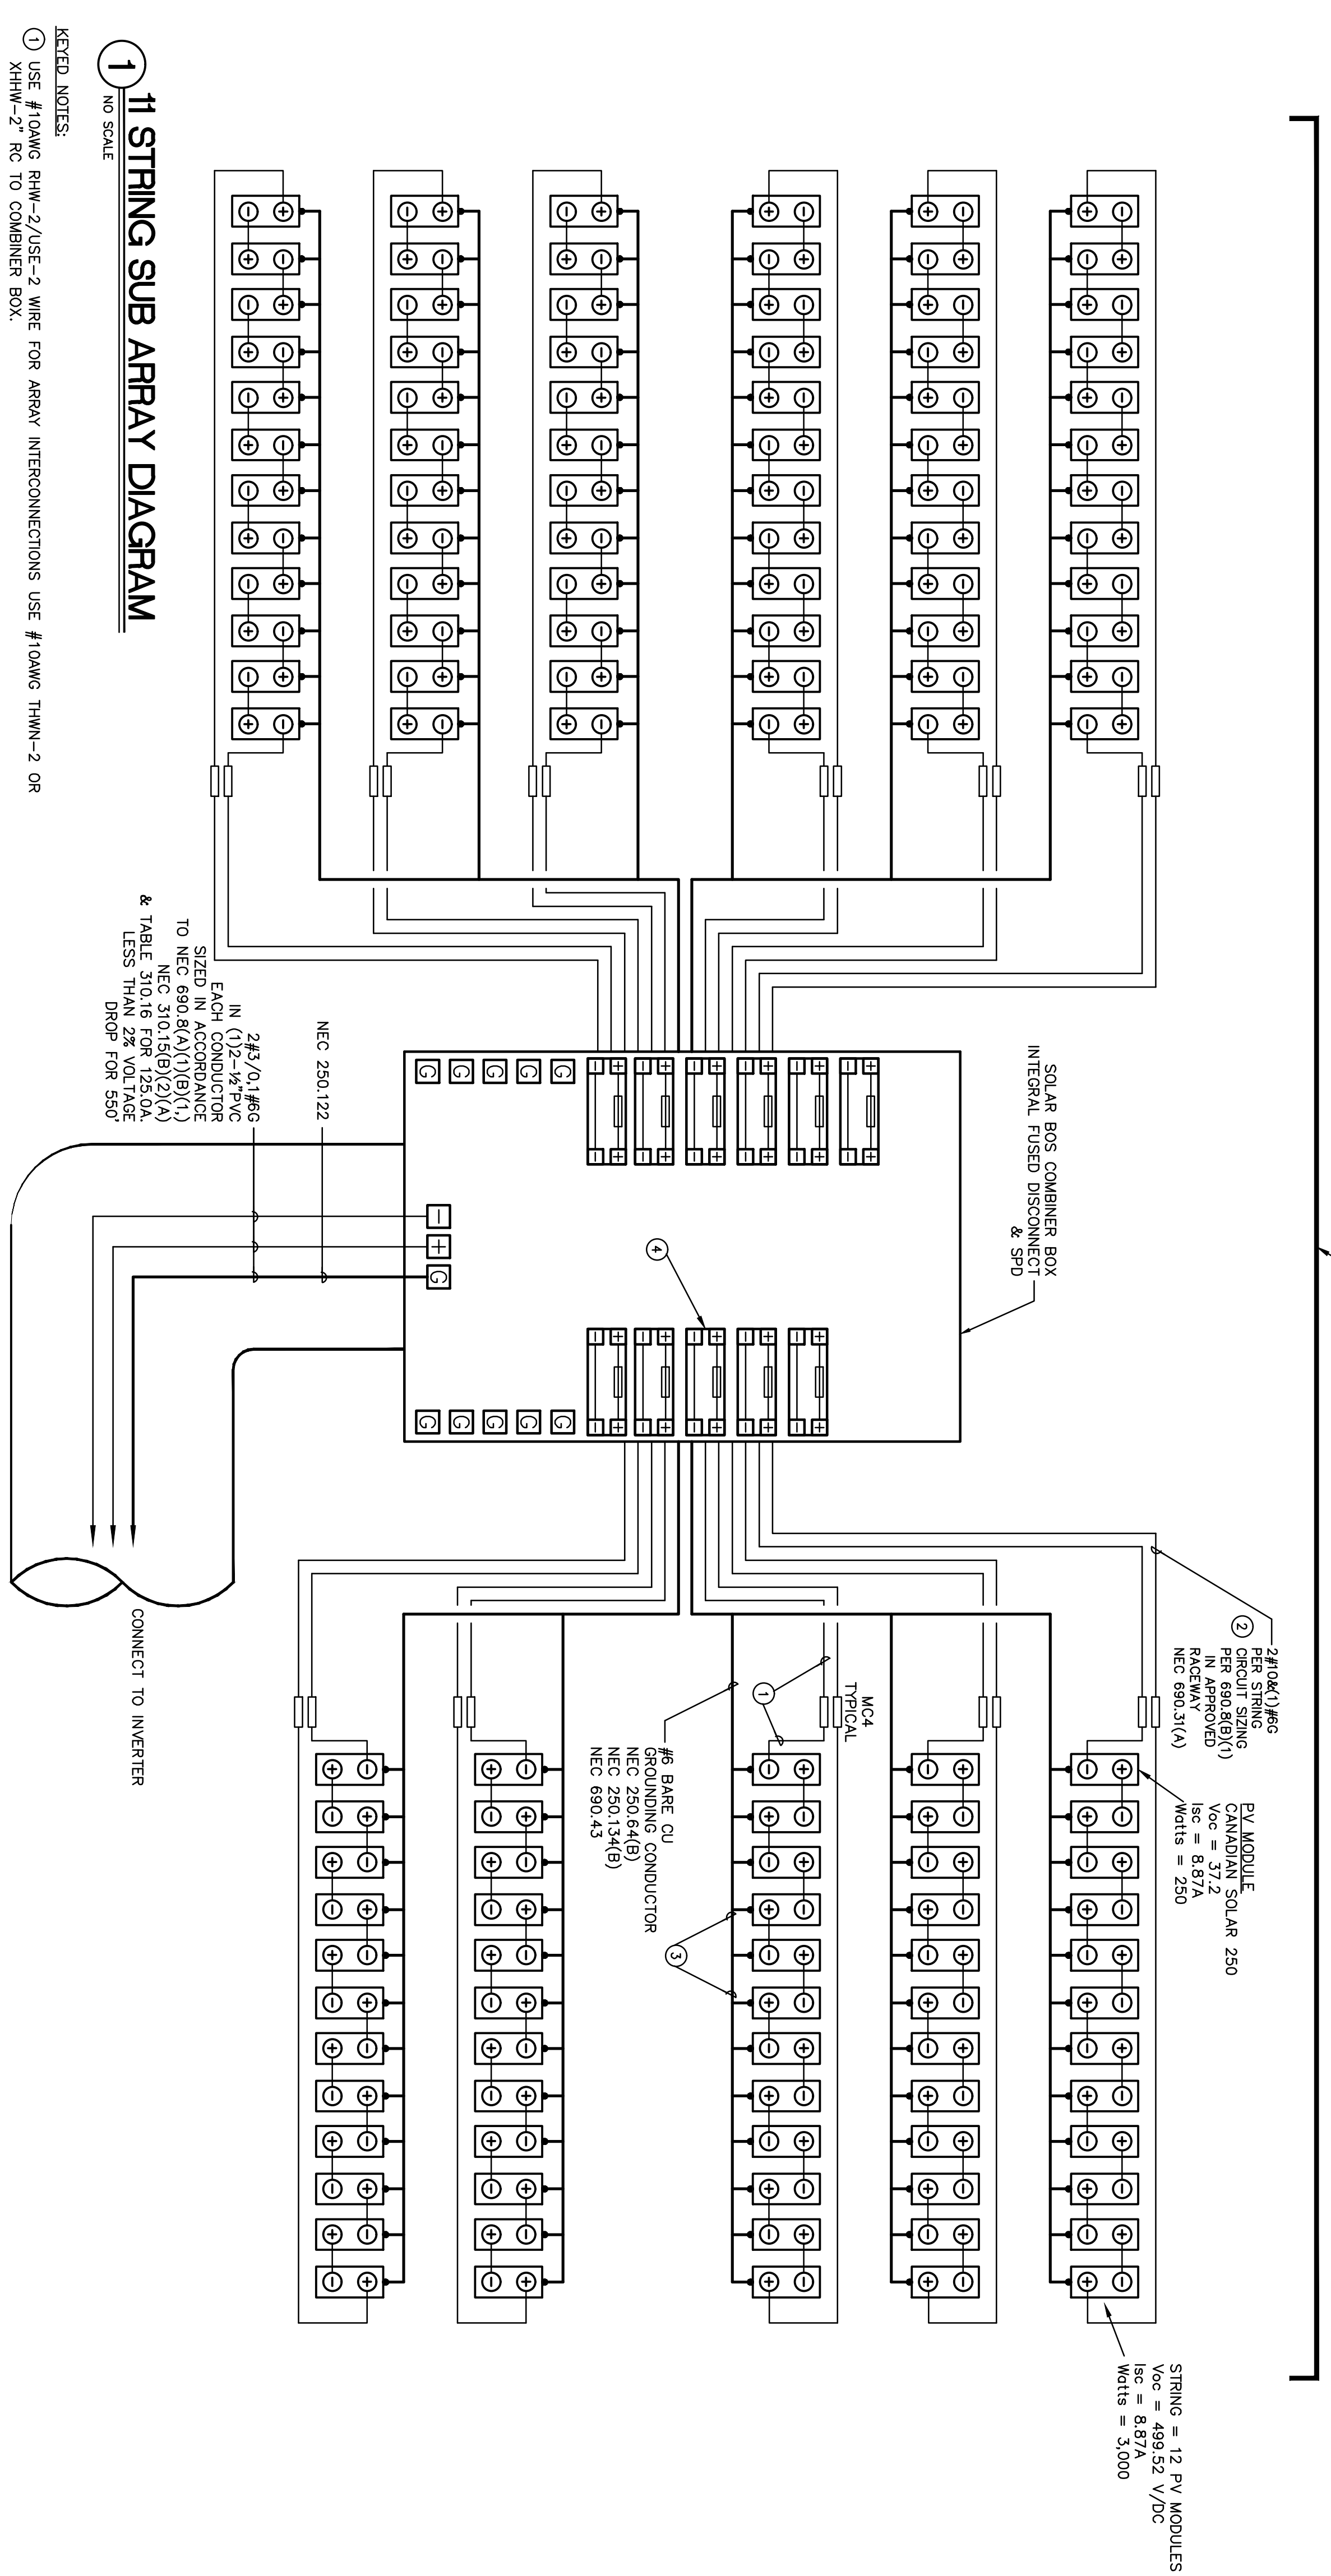 STRING = 12 PV MODULES
Voc = 499.52 V/DC
Isc = 8.87A
Watts = 3,000
PV MODULE
CANADIAN SOLAR 250
Voc = 37.2
Isc = 8.87A
Watts = 250
2#10&(1)#6G
PER STRING
2 CIRCUIT SIZING
PER 690.8(B)(1)
IN APPROVED
RACEWAY
NEC 690.31(A)
MC4
TYPICAL
1
3
#6 BARE CU
GROUNDING CONDUCTOR
NEC 250.64(B)
NEC 250.134(B)
NEC 690.43
SOLAR BOS COMBINER BOX
INTEGRAL FUSED DISCONNECT
& SPD
4
G G G G G
G G G G G
- + G
NEC 250.122
2#3/0,1#6G
IN (1)2-½"PVC
EACH CONDUCTOR
SIZED IN ACCORDANCE
TO NEC 690.8(A)(1)(B)(1,)
NEC 310.15(B)(2)(A)
& TABLE 310.16 FOR 125.0A.
LESS THAN 2% VOLTAGE
DROP FOR 550'
CONNECT TO INVERTER
1 11 STRING SUB ARRAY DIAGRAM
NO SCALE
KEYED NOTES:
1 USE #10AWG RHW-2/USE-2 WIRE FOR ARRAY INTERCONNECTIONS USE #10AWG THWN-2 OR
XHHW-2" RC TO COMBINER BOX.